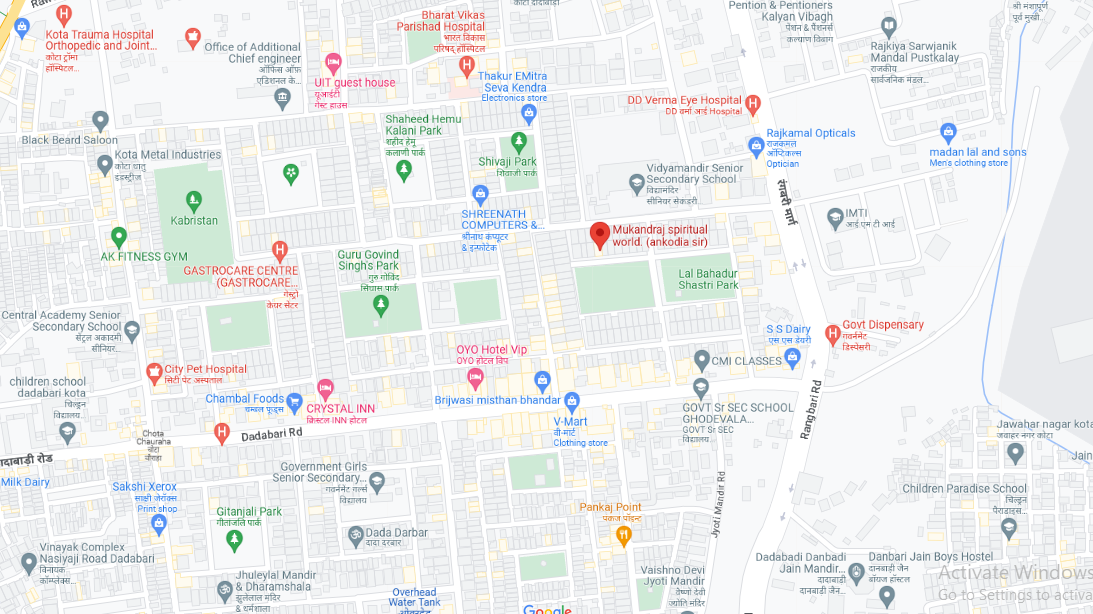 Bharat Vikas
Parishad Hospital
भारत विकास
परिषद् हॉस्पिटल
Kota Trauma Hospital
Orthopedic and Joint...
कोटा ट्रोमा
हॉस्पिटल...
Office of Additional
Chief engineer
ऑफिस ऑफ़
एडिशनल के...
UIT guest house
यूआईटी
गेस्ट हाउस
Thakur EMitra
Seva Kendra
Electronics store
Pention & Pentioners
Kalyan Vibagh
पेंशन & पैंशनर्स
कल्याण विभाग
श्री मंशापूर्ण
पूर्व मुखी...
Rajkiya Sarwjanik
Mandal Pustkalay
राजकीय
सार्वजनिक मंडल...
DD Verma Eye Hospital
DD वर्मा आई Hospital
Rajkamal Opticals
राजकमल
ऑप्टिकल्स
Optician
madan lal and sons
Men's clothing store
Black Beard Saloon
Kota Metal Industries
कोटा धातु
इंडस्ट्रीज
Shaheed Hemu
Kalani Park
शहीद हेमू
कलाणी पार्क
Shivaji Park
शिवाजी पार्क
Vidyamandir Senior
Secondary School
विद्यामंदिर
सीनियर सेकंडरी...
Kabristan
SHREENATH
COMPUTERS &...
श्रीनाथ कंप्यूटर
& इन्फोटेक
रंगबरी मार्ग
IMTI
आई एम टी आई
Mukandraj spiritual
world. (ankodia sir)
AK FITNESS GYM
GASTROCARE CENTRE
(GASTROCARE...
गेस्ट्रो
केयर सेंटर
Guru Govind
Singh's Park
गुरु गोविंद
सिंघास पार्क
Lal Bahadur
Shastri Park
Central Academy Senior
Secondary School
सेंट्रल अकादमी
सीनियर...
S S Dairy
एस एस डेयरी
Govt Dispensary
गवर्नमेंट
डिस्पेंसरी
OYO Hotel Vip
OYO होटल विप
CMI CLASSES
City Pet Hospital
सिटी पेट अस्पताल
children school
dadabari kota
चिल्ड्रन
विद्यालय...
Chambal Foods
चम्बल फूड्स
CRYSTAL INN
क्रिस्टल INN होटल
Brijwasi misthan bhandar
V-Mart
वी-मार्ट
Clothing store
GOVT Sr SEC SCHOOL
GHODEVALA...
GOVT Sr SEC
विद्यालय...
Rangbari Rd
Chota
Chauraha
छोटा
चौराहा
Dadabari Rd
दादाबाड़ी रोड
Jawahar nagar kota
जवाहर नगर कोटा
Jain
Milk Dairy
Sakshi Xerox
साक्षी जेरॉक्स
Print shop
Government Girls
Senior Secondary...
गवर्नमेंट गर्ल्स
विद्यालय
Jyoti Mandir Rd
Children Paradise School
चिल्ड्रन
पैराडाइस...
Gitanjali Park
गीतांजलि पार्क
Pankaj Point
पंकज पॉइन्ट
Dada Darbar
दादा दरबार
Vinayak Complex
Nasiyaji Road Dadabari
विनायक
कॉम्प्लेक्स...
Jhuleylal Mandir
& Dharamshala
झूलेलाल मंदिर
& धर्मशाला
Overhead
Water Tank
Google
Vaishno Devi
Jyoti Mandir
वैष्णो देवी
ज्योति मंदिर
Dadabadi Danbadi
Jain Mandir...
दादाबाड़ी
दानबाड़ी जैन
Danbari Jain Boys Hostel
दानबाड़ी जैन
बॉयज हॉस्टल
Activate Windows
Go to Settings to activa